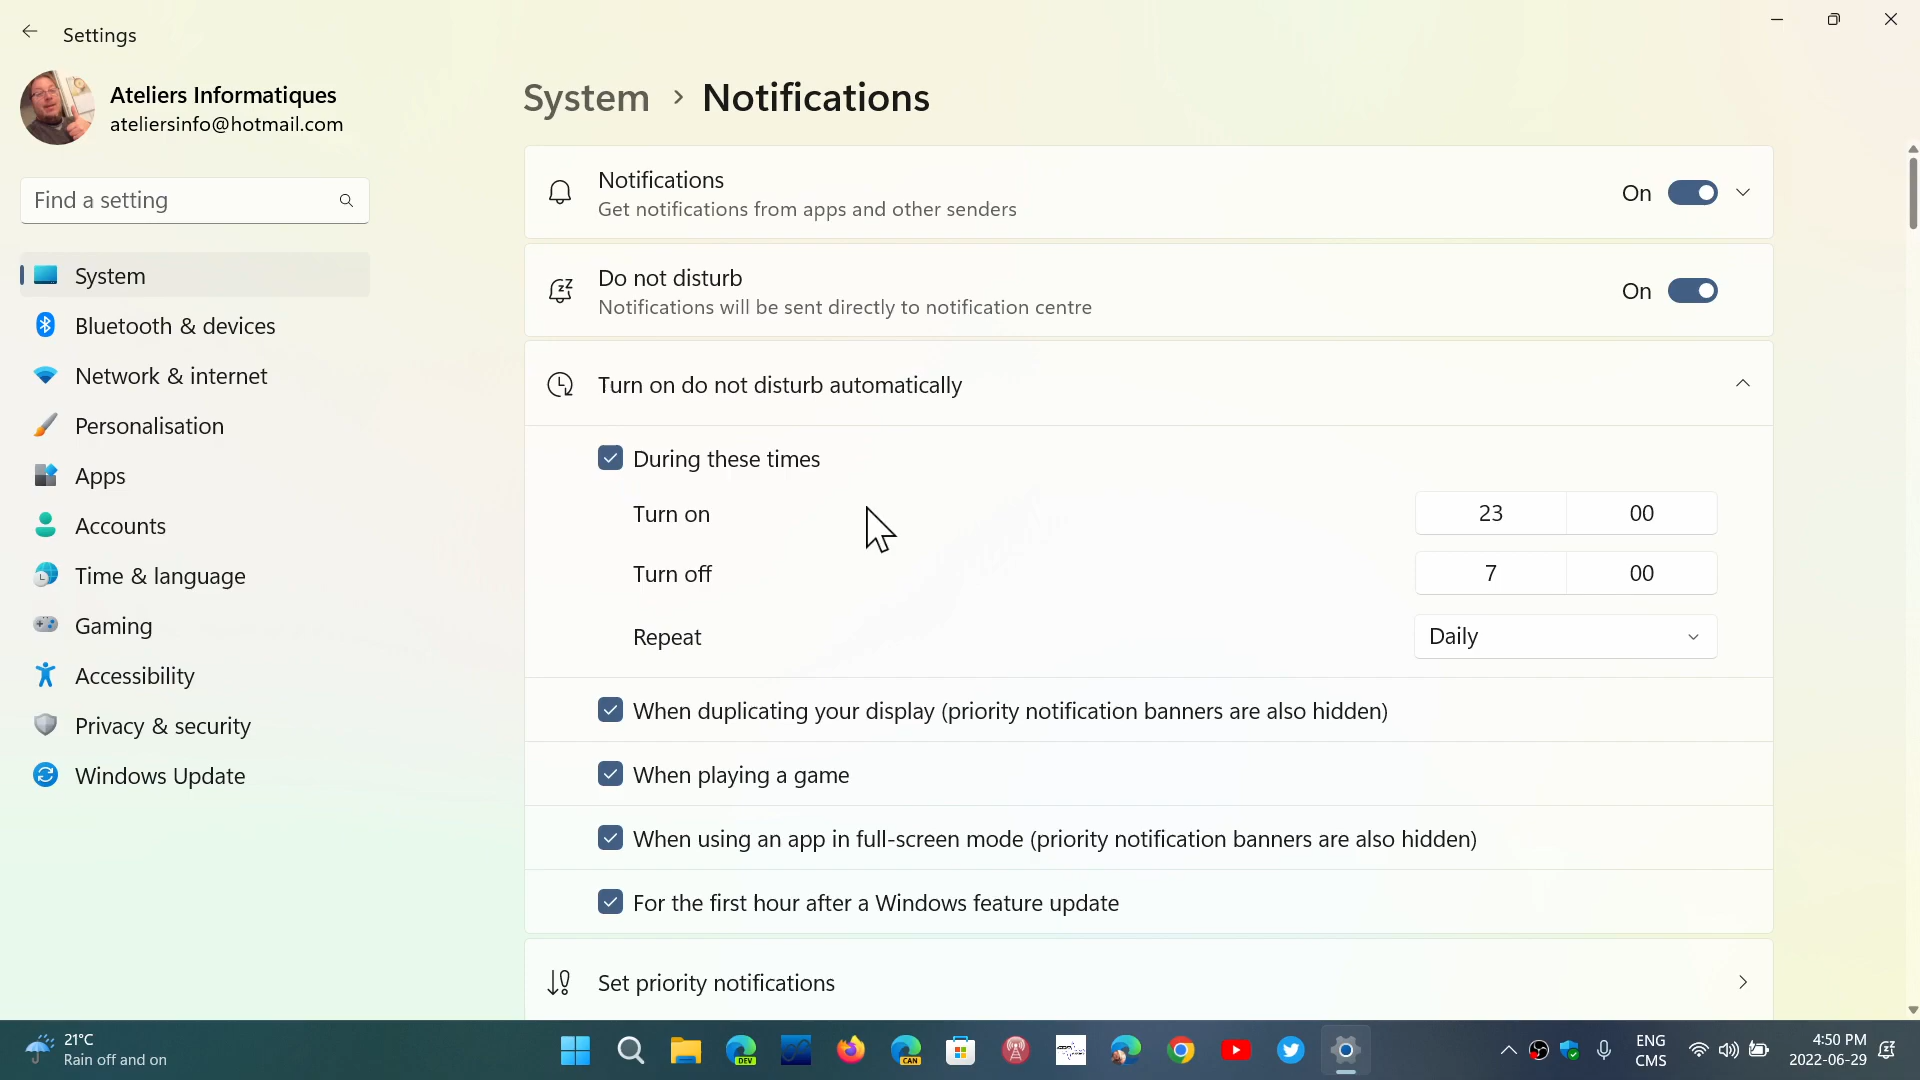 Settings
Ateliers Informatiques
ateliersinfo@hotmail.com
Find a setting
System
Bluetooth & devices
Network & internet
Personalisation
Apps
Accounts
Time & language
Gaming
Accessibility
Privacy & security
Windows Update
System > Notifications
Notifications
Get notifications from apps and other senders
On
Do not disturb
Notifications will be sent directly to notification centre
On
Turn on do not disturb automatically
During these times
Turn on 23 00
Turn off 7 00
Repeat Daily
When duplicating your display (priority notification banners are also hidden)
When playing a game
When using an app in full-screen mode (priority notification banners are also hidden)
For the first hour after a Windows feature update
Set priority notifications
21°C
Rain off and on
DEV
CAN
ENG
CMS
4:50 PM
2022-06-29